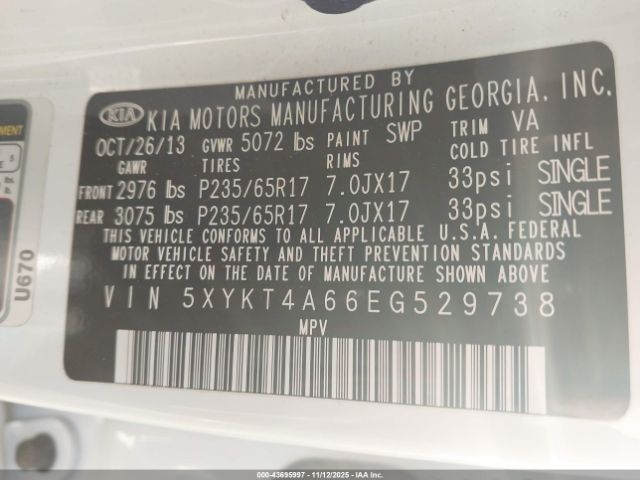 MANUFACTURED BY
KIA KIA MOTORS MANUFACTURING GEORGIA, INC.
OCT/26/13 GVWR 5072 lbs PAINT SWP TRIM VA
GAWR TIRES RIMS COLD TIRE INFL
FRONT 2976 lbs P235/65R17 7.0JX17 33psi SINGLE
REAR 3075 lbs P235/65R17 7.0JX17 33psi SINGLE
THIS VEHICLE CONFORMS TO ALL APPLICABLE U.S.A. FEDERAL
MOTOR VEHICLE SAFETY AND THEFT PREVENTION STANDARDS
IN EFFECT ON THE DATE OF MANUFACTURE SHOWN ABOVE.
VIN 5XYKT4A66EG529738
MPV
U670
000-43695997 - 11/12/2025 - IAA Inc.